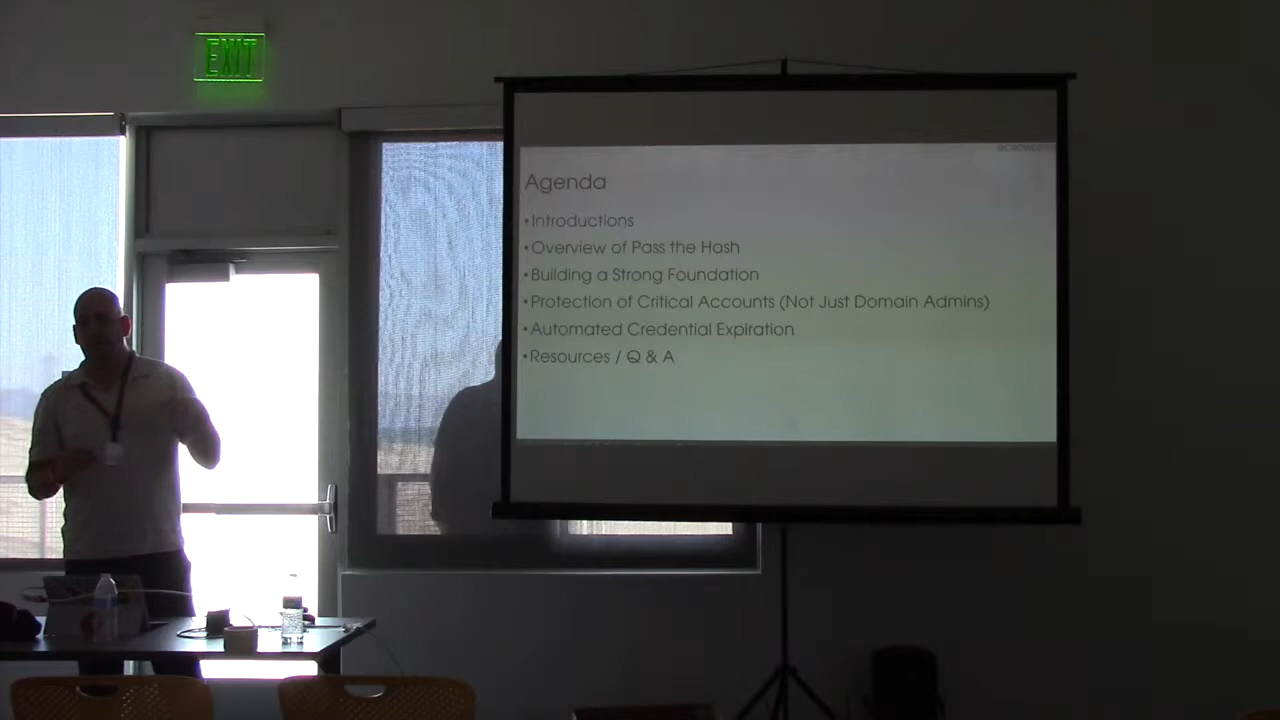 EXIT
Agenda
•Introductions
•Overview of Pass the Hash
•Building a Strong Foundation
•Protection of Critical Accounts (Not Just Domain Admins)
•Automated Credential Expiration
•Resources / Q & A